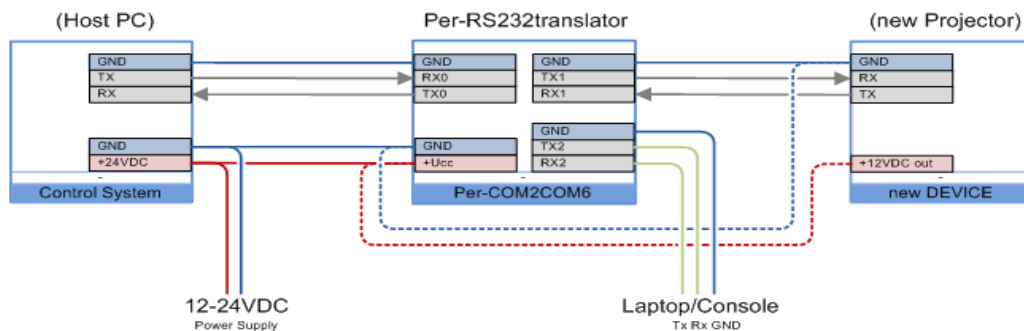 (Host PC)
Per-RS232translator
(new Projector)
GND
TX
RX
GND
+24VDC
-
Control System
GND
RX0
TX0
GND
+Ucc
GND
TX1
RX1
GND
TX2
RX2
-
Per-COM2COM6
GND
RX
TX
+12VDC out
-
new DEVICE
12-24VDC
Power Supply
Laptop/Console
Tx Rx GND